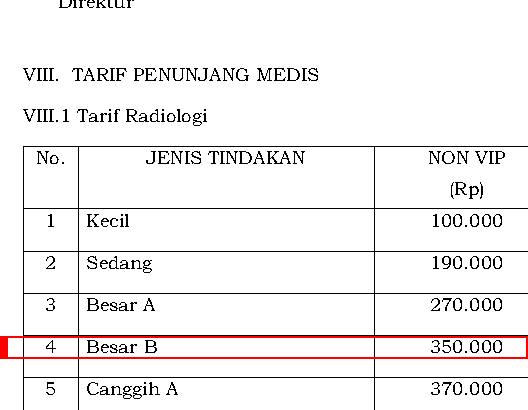 Direktur
VIII. TARIF PENUNJANG MEDIS
VIII.1 Tarif Radiologi
No. JENIS TINDAKAN NON VIP
(Rp)
1 Kecil 100.000
2 Sedang 190.000
3 Besar A 270.000
4 Besar B 350.000
5 Canggih A 370.000